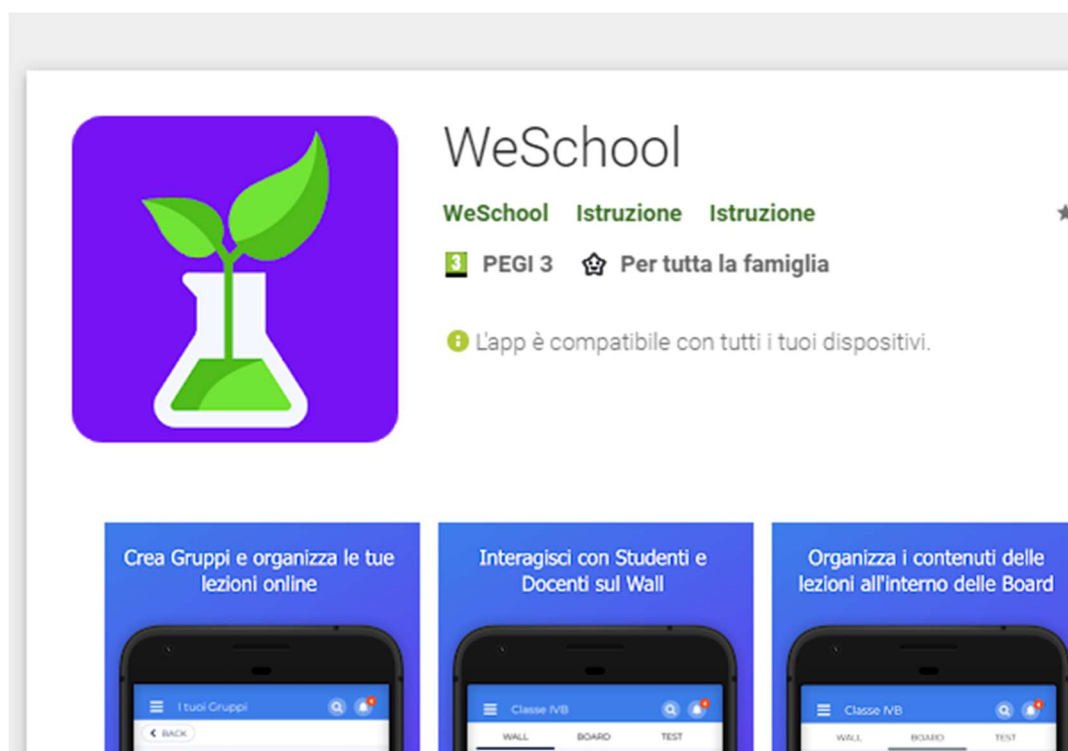 WeSchool
WeSchool Istruzione Istruzione
3 PEGI 3 Per tutta la famiglia
L'app è compatibile con tutti i tuoi dispositivi.
Crea Gruppi e organizza le tue
lezioni online
Interagisci con Studenti e
Docenti sul Wall
Organizza i contenuti delle
lezioni all'interno delle Board
I tuoi Gruppi
BACK
Classe IVB
WALL BOARD TEST
Classe IVB
WALL BOARD TEST